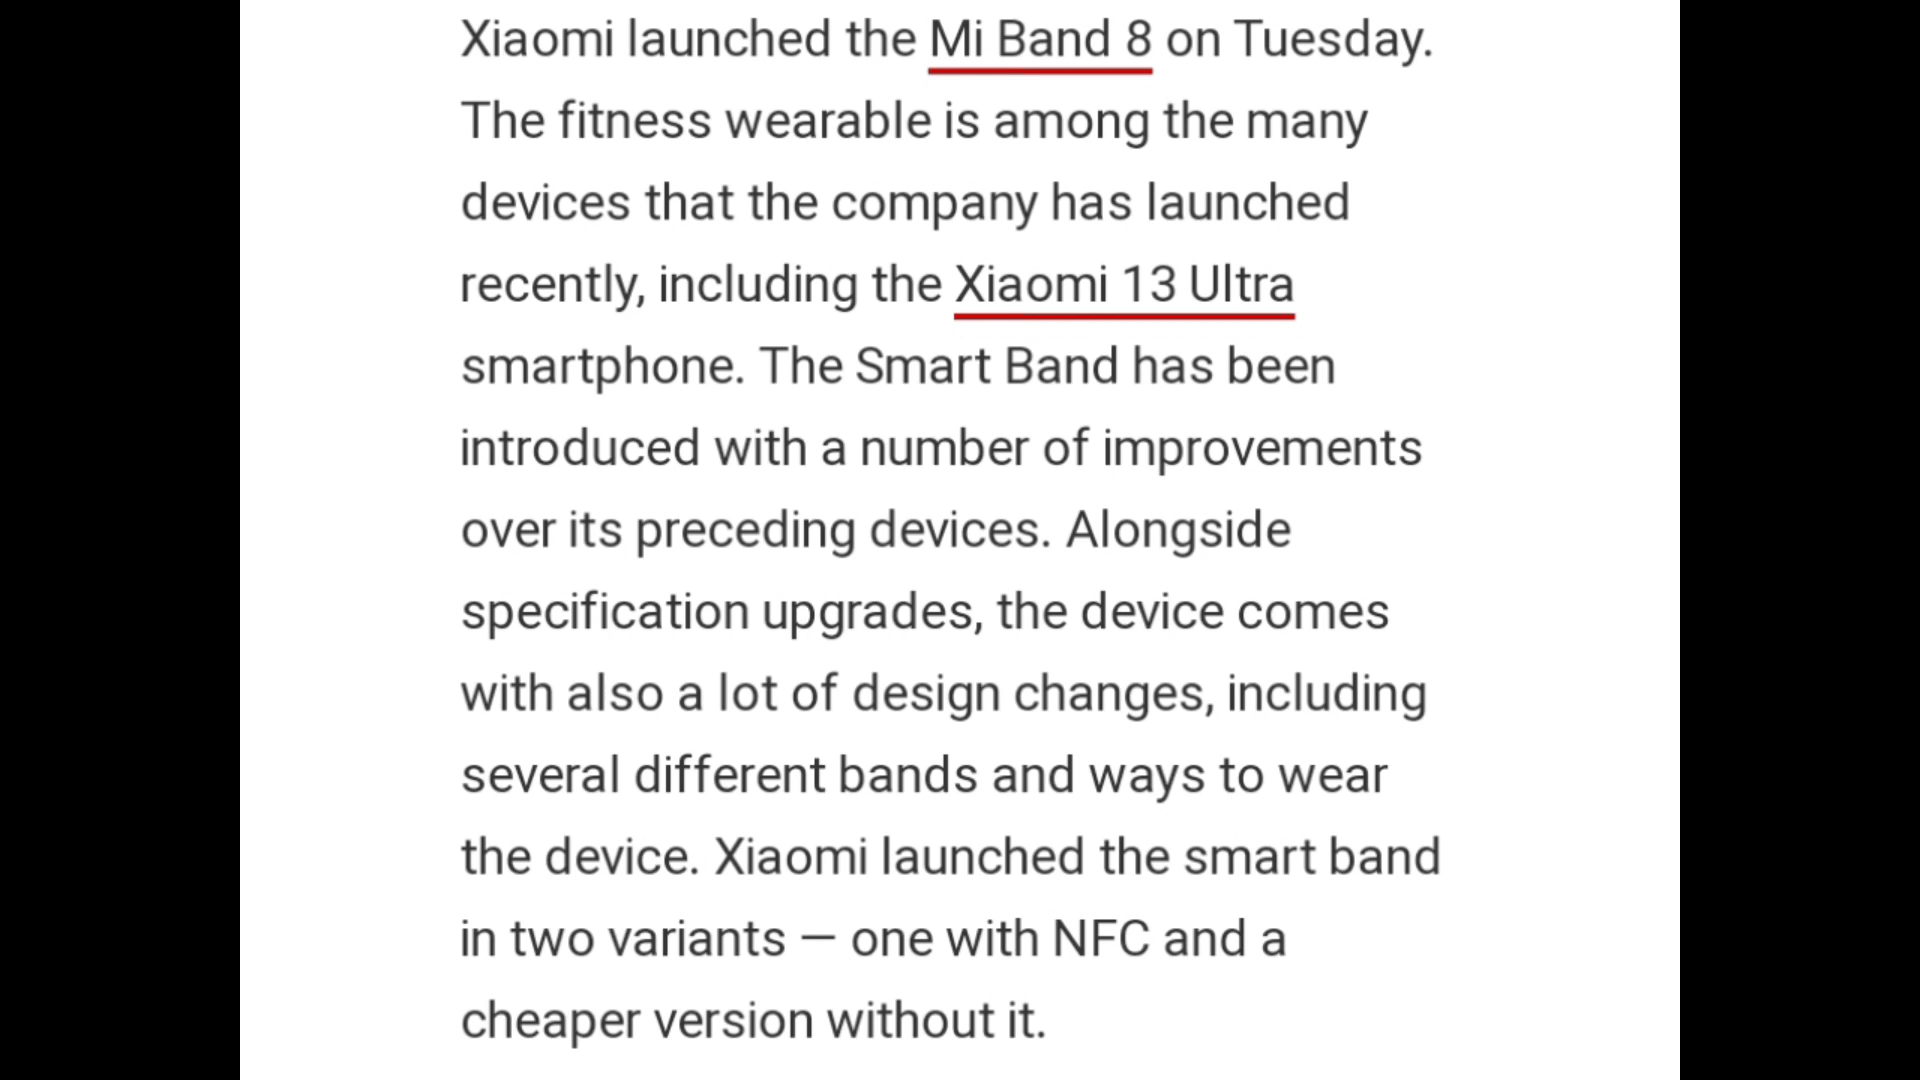 Xiaomi launched the Mi Band 8 on Tuesday.
The fitness wearable is among the many
devices that the company has launched
recently, including the Xiaomi 13 Ultra
smartphone. The Smart Band has been
introduced with a number of improvements
over its preceding devices. Alongside
specification upgrades, the device comes
with also a lot of design changes, including
several different bands and ways to wear
the device. Xiaomi launched the smart band
in two variants — one with NFC and a
cheaper version without it.